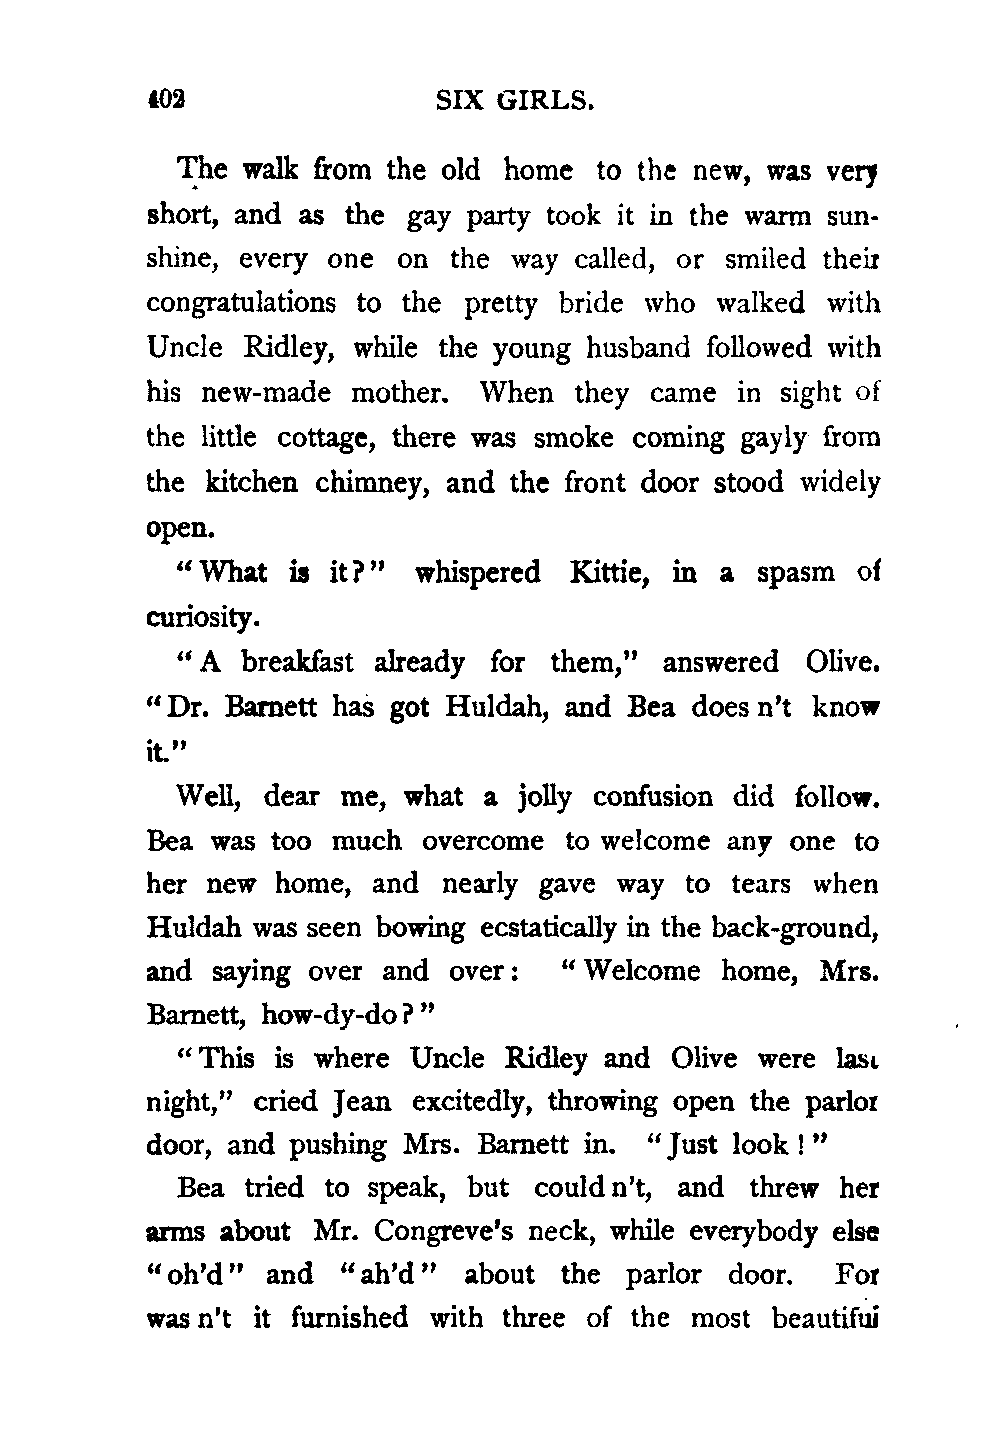 402 SIX GIRLS.
The walk from the old home to the new, was very
short, and as the gay party took it in the warm sun-
shine, every one on the way called, or smiled their
congratulations to the pretty bride who walked with
Uncle Ridley, while the young husband followed with
his new-made mother. When they came in sight of
the little cottage, there was smoke coming gayly from
the kitchen chimney, and the front door stood widely
open.
"What is it?" whispered Kittie, in a spasm of
curiosity.
"A breakfast already for them," answered Olive.
"Dr. Barnett has got Huldah, and Bea does n't know
it."
Well, dear me, what a jolly confusion did follow.
Bea was too much overcome to welcome any one to
her new home, and nearly gave way to tears when
Huldah was seen bowing ecstatically in the back-ground,
and saying over and over: "Welcome home, Mrs.
Barnett, how-dy-do?"
"This is where Uncle Ridley and Olive were last
night," cried Jean excitedly, throwing open the parlor
door, and pushing Mrs. Barnett in. "Just look!"
Bea tried to speak, but could n't, and threw her
arms about Mr. Congreve's neck, while everybody else
"oh'd" and "ah'd" about the parlor door. For
was n't it furnished with three of the most beautiful